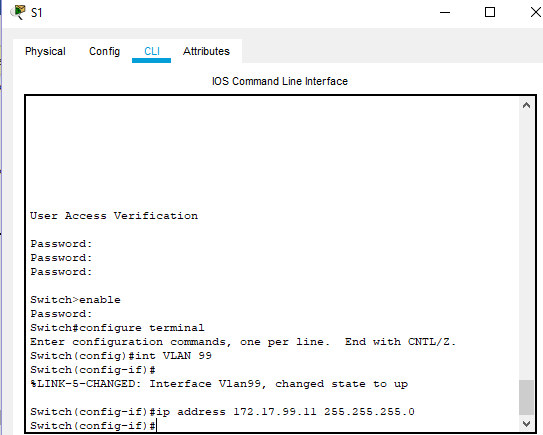 S1
Physical Config CLI Attributes
IOS Command Line Interface
User Access Verification
Password:
Password:
Password:
Switch>enable
Password:
Switch#configure terminal
Enter configuration commands, one per line.  End with CNTL/Z.
Switch(config)#int VLAN 99
Switch(config-if)#
%LINK-5-CHANGED: Interface Vlan99, changed state to up
Switch(config-if)#ip address 172.17.99.11 255.255.255.0
Switch(config-if)#